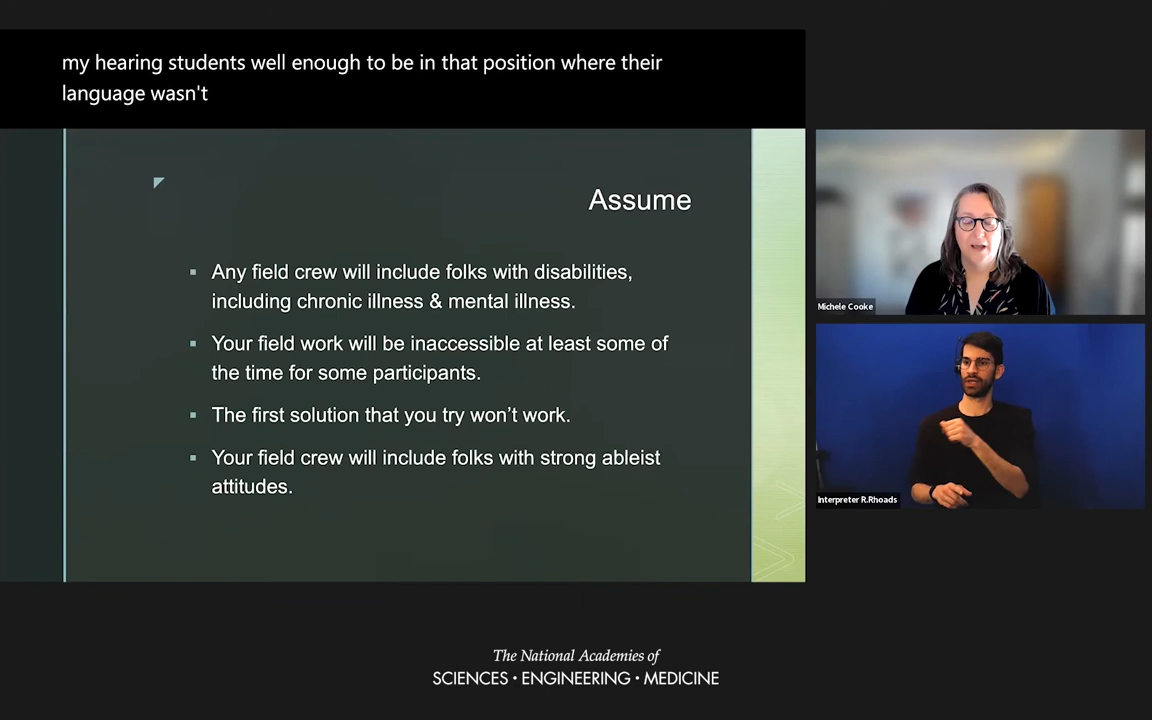 my hearing students well enough to be in that position where their
language wasn't
Assume
▪ Any field crew will include folks with disabilities,
including chronic illness & mental illness.
▪ Your field work will be inaccessible at least some of
the time for some participants.
▪ The first solution that you try won’t work.
▪ Your field crew will include folks with strong ableist
attitudes.
Michele Cooke
Interpreter R.Rhoads
The National Academies of
SCIENCES • ENGINEERING • MEDICINE